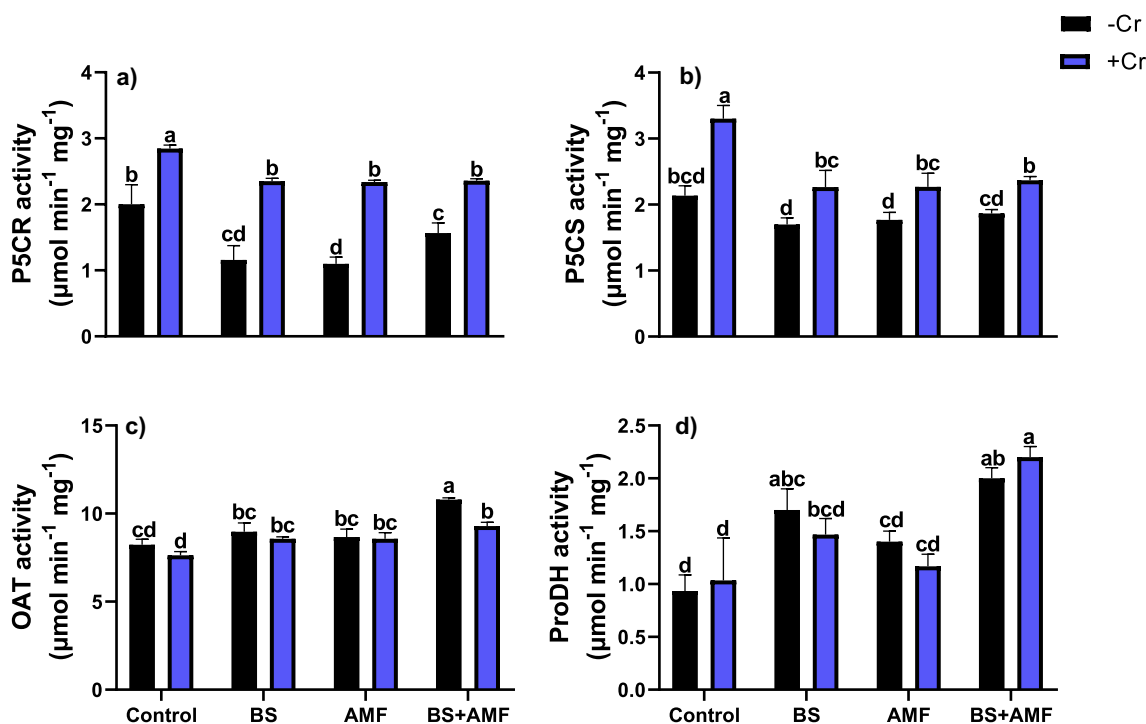 -Cr
+Cr
a)
P5CR activity
(µmol min⁻¹ mg⁻¹)
4
3
2
1
0
b
a
cd
b
d
b
c
b
b)
P5CS activity
(µmol min⁻¹ mg⁻¹)
4
3
2
1
0
bcd
a
d
bc
d
bc
cd
b
c)
OAT activity
(µmol min⁻¹ mg⁻¹)
15
10
5
0
cd
d
bc
bc
bc
bc
a
b
Control BS AMF BS+AMF
d)
ProDH activity
(µmol min⁻¹ mg⁻¹)
2.5
2.0
1.5
1.0
0.5
0.0
d
d
abc
bcd
cd
cd
ab
a
Control BS AMF BS+AMF